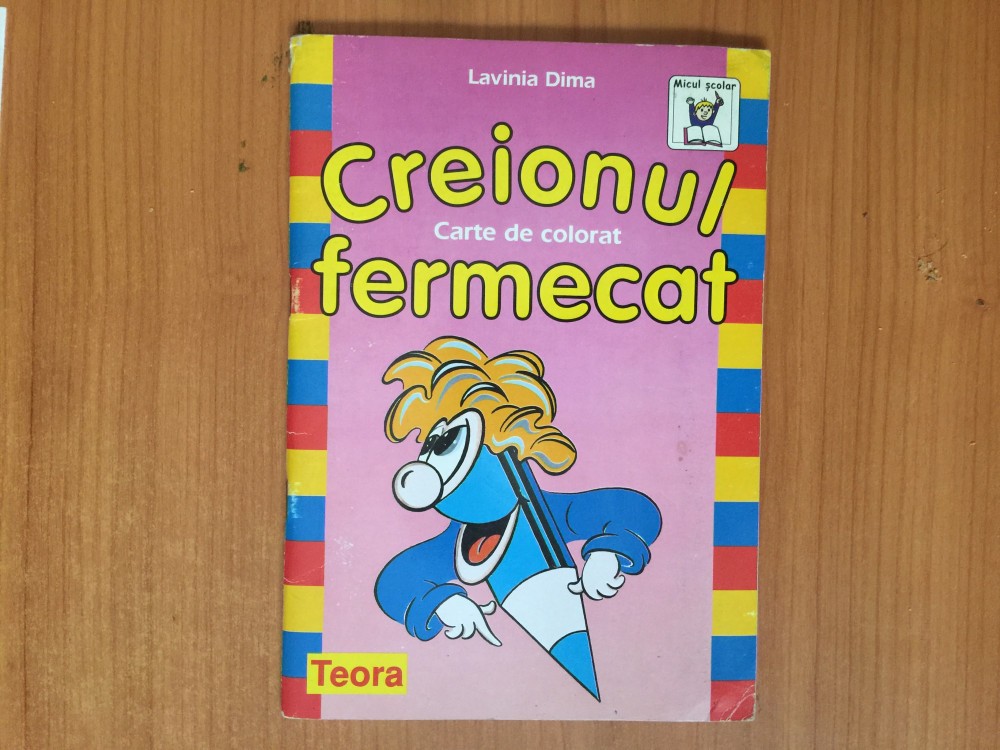 Lavinia Dima
Micul școlar
Creionul
Carte de colorat
fermecat
Teora